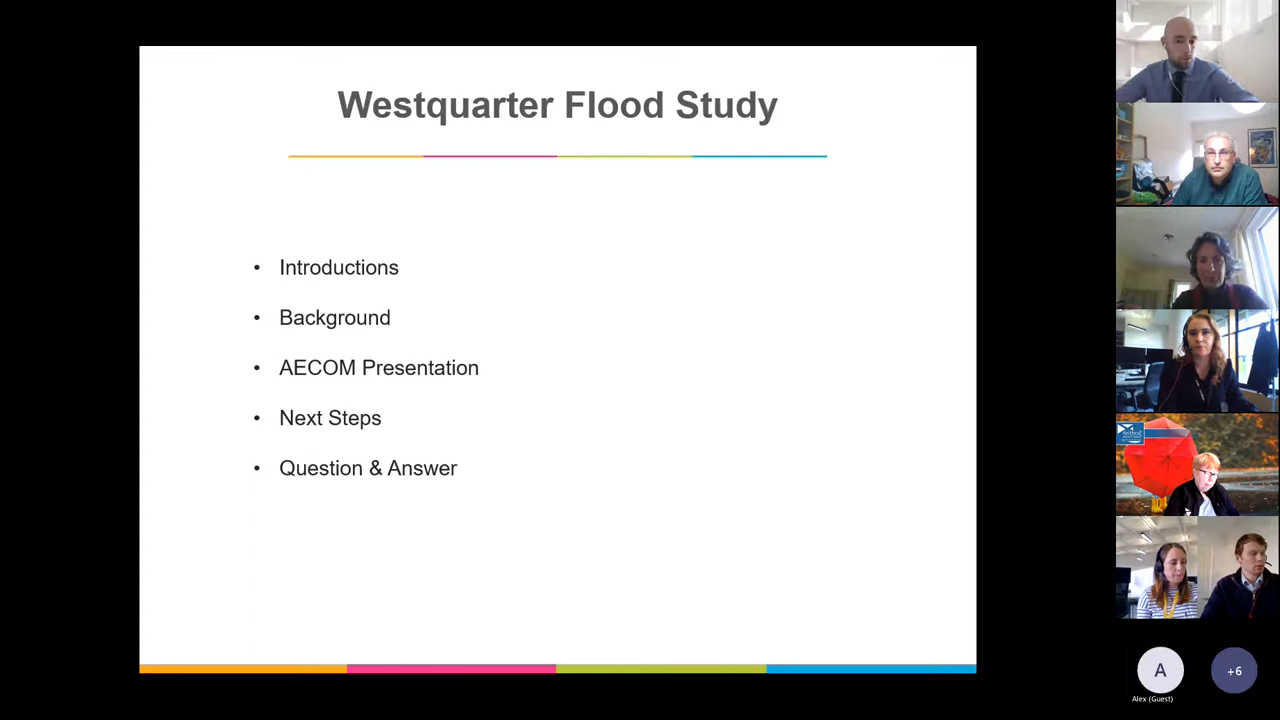 Westquarter Flood Study
• Introductions
• Background
• AECOM Presentation
• Next Steps
• Question & Answer
A
+6
Alex (Guest)